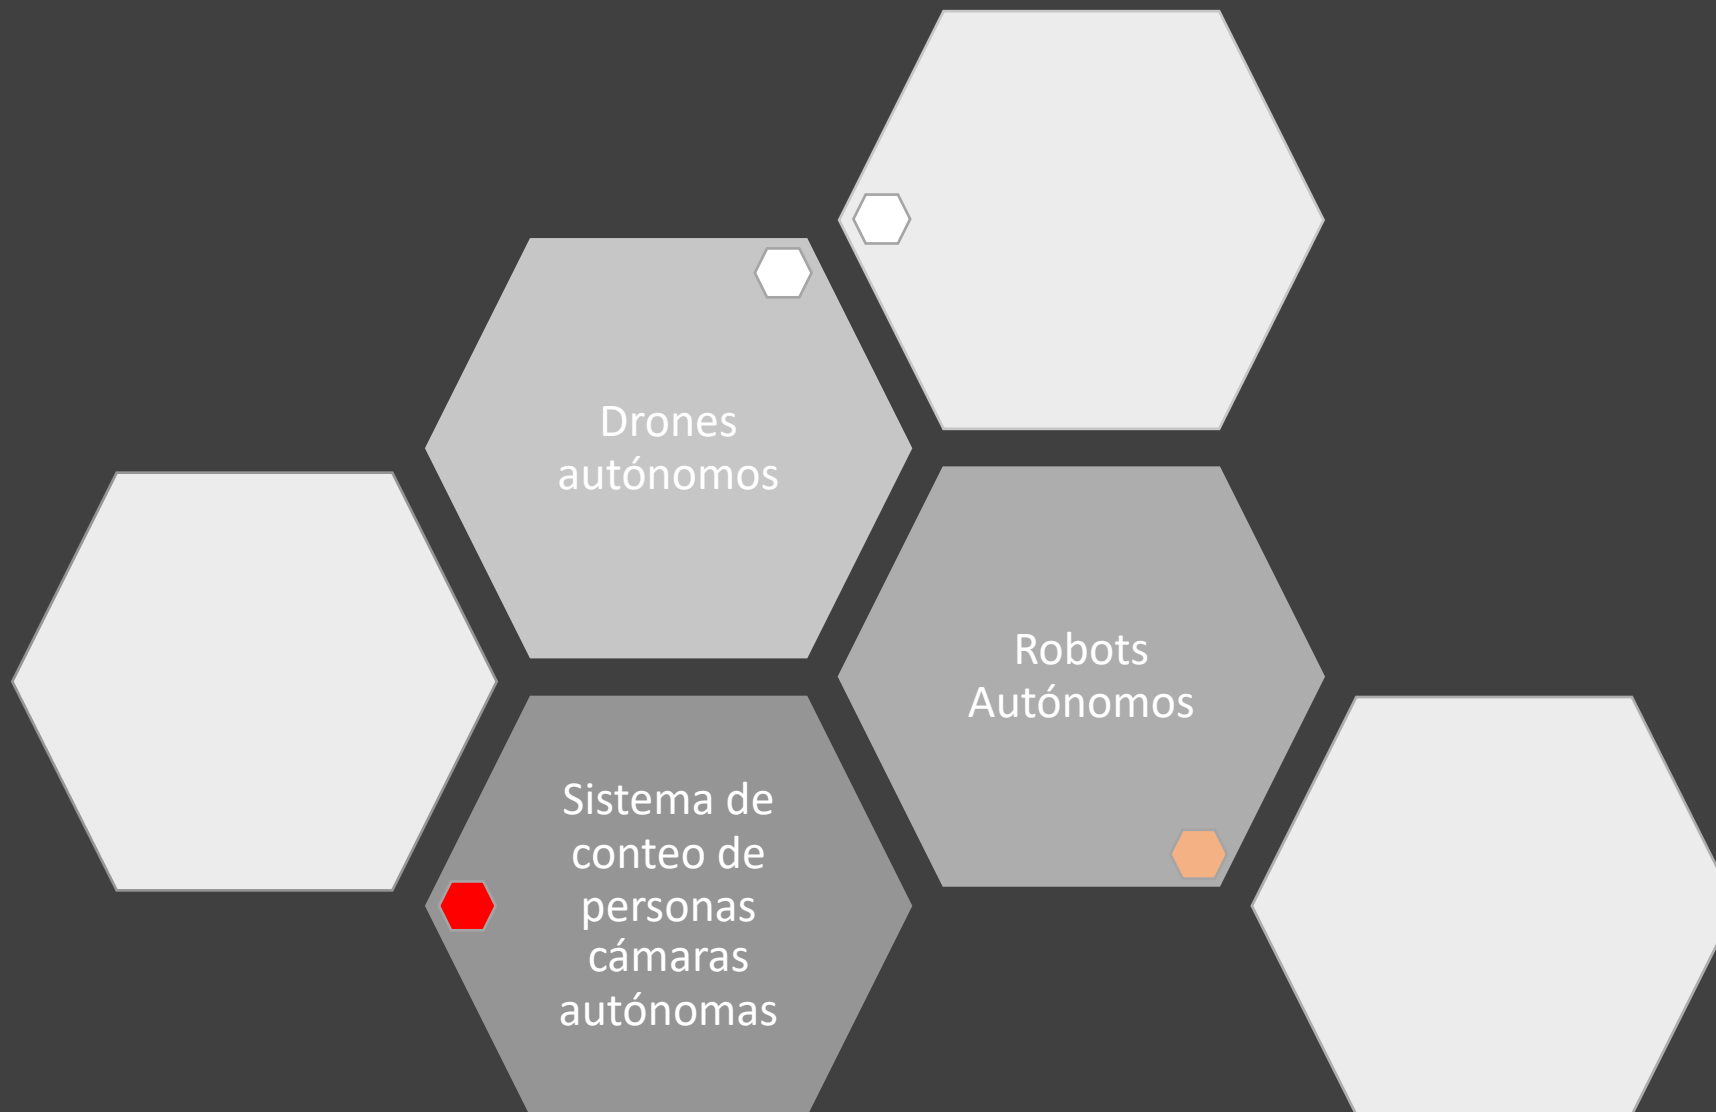 Drones
autónomos
Robots
Autónomos
Sistema de
conteo de
personas
cámaras
autónomas